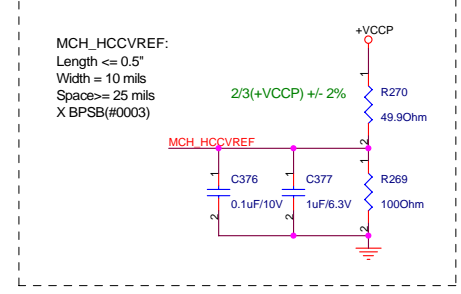 +VCCP
MCH_HCCVREF:
Length <= 0.5"
Width = 10 mils
Space>= 25 mils
X BPSB(#0003)
2/3(+VCCP) +/- 2%
1
R270
49.9Ohm
2
MCH_HCCVREF
1
C376
0.1uF/10V
2
1
C377
1uF/6.3V
2
1
R269
100Ohm
2